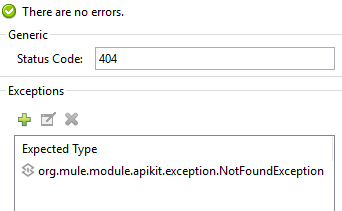 There are no errors.
Generic
Status Code: 404
Exceptions
Expected Type
org.mule.module.apikit.exception.NotFoundException